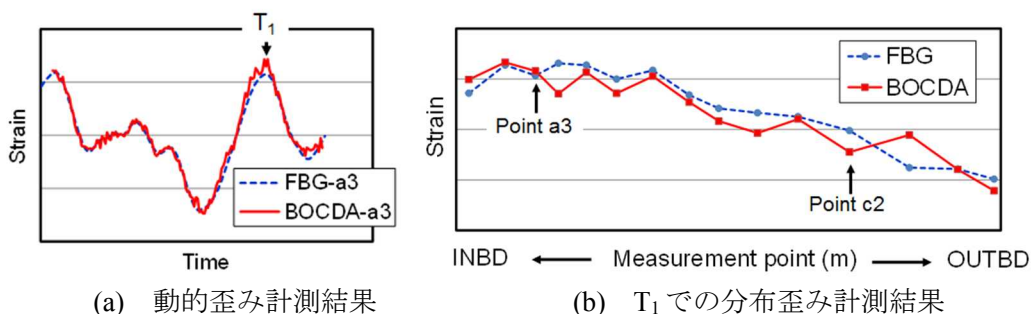 T1
Strain
FBG-a3
BOCDA-a3
Time
(a) 動的歪み計測結果
FBG
BOCDA
Strain
Point a3
Point c2
INBD Measurement point (m) OUTBD
(b) T1での分布歪み計測結果